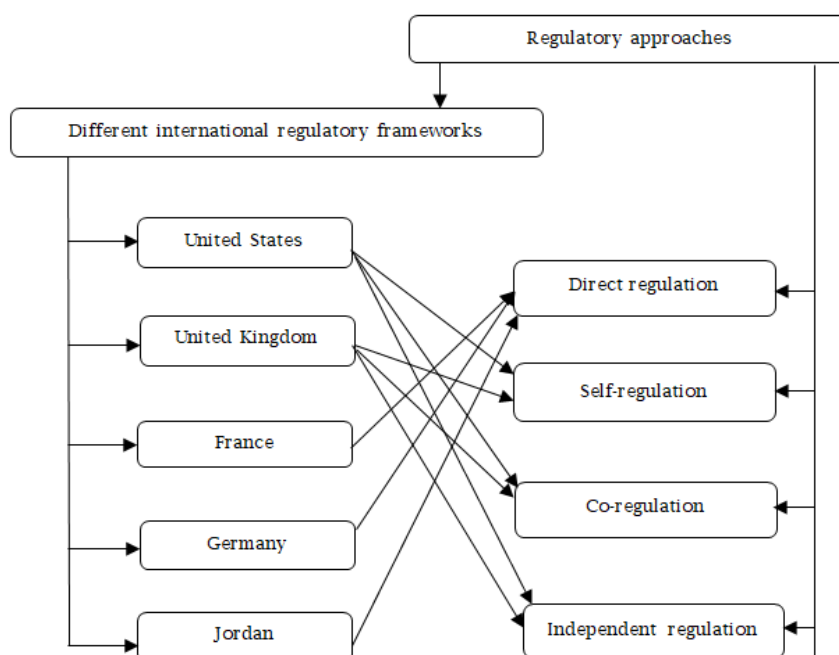 Regulatory approaches
Different international regulatory frameworks
United States
Direct regulation
United Kingdom
Self-regulation
France
Co-regulation
Germany
Independent regulation
Jordan